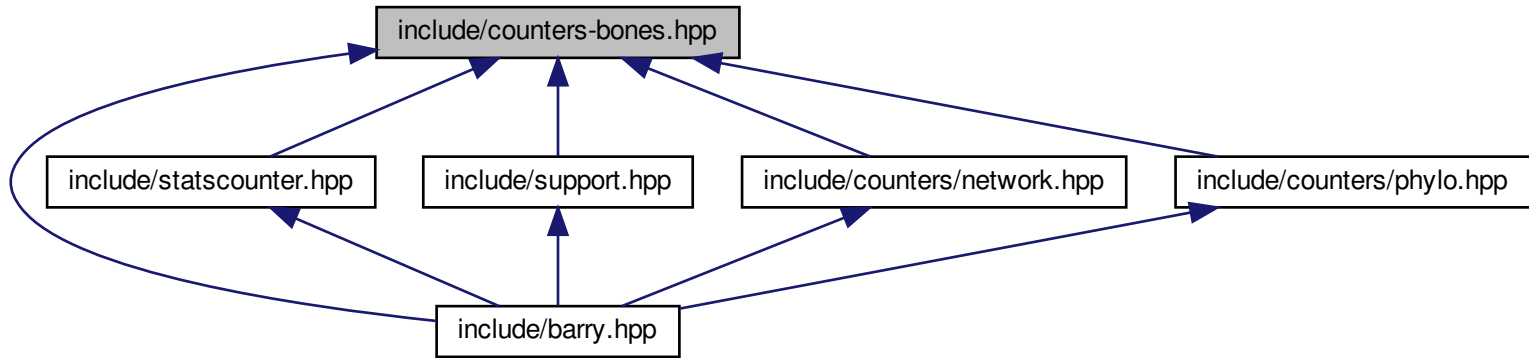 include/counters-bones.hpp
include/statscounter.hpp
include/support.hpp
include/counters/network.hpp
include/counters/phylo.hpp
include/barry.hpp